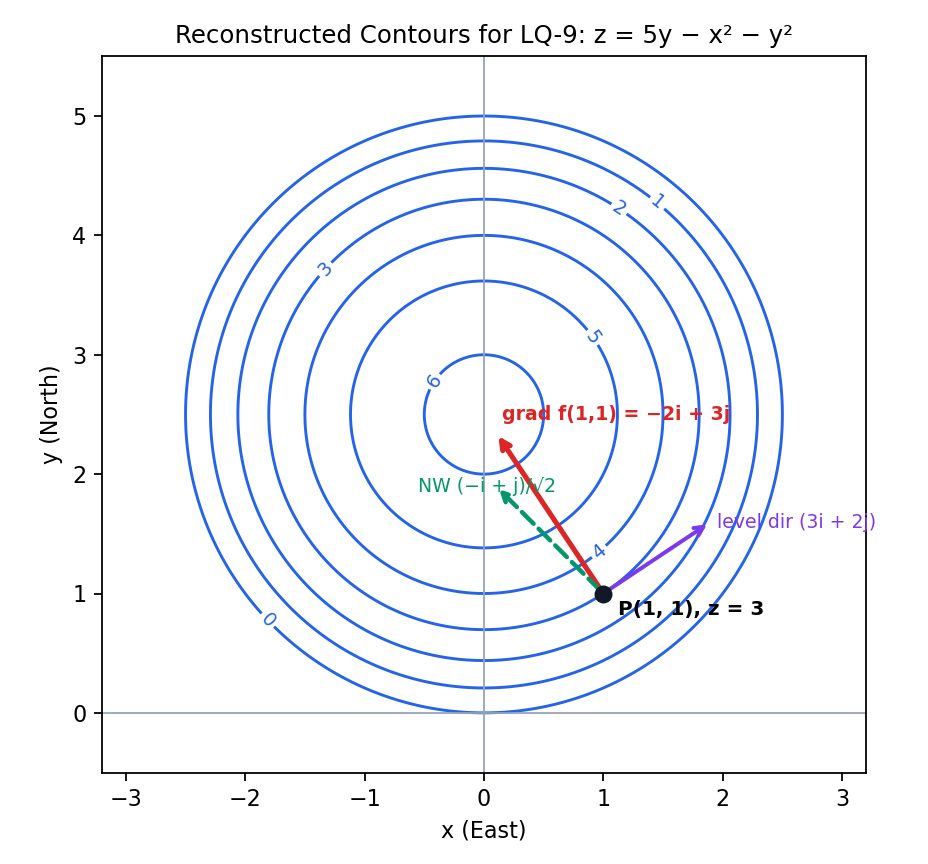 Reconstructed Contours for LQ-9: z = 5y − x² − y²
y (North)
5
4
3
2
1
0
1
2
3
5
6
grad f(1,1) = −2i + 3j
NW (−i + j)/√2
level dir (3i + 2j)
4
P(1, 1), z = 3
0
−3
−2
−1
0
1
2
3
x (East)